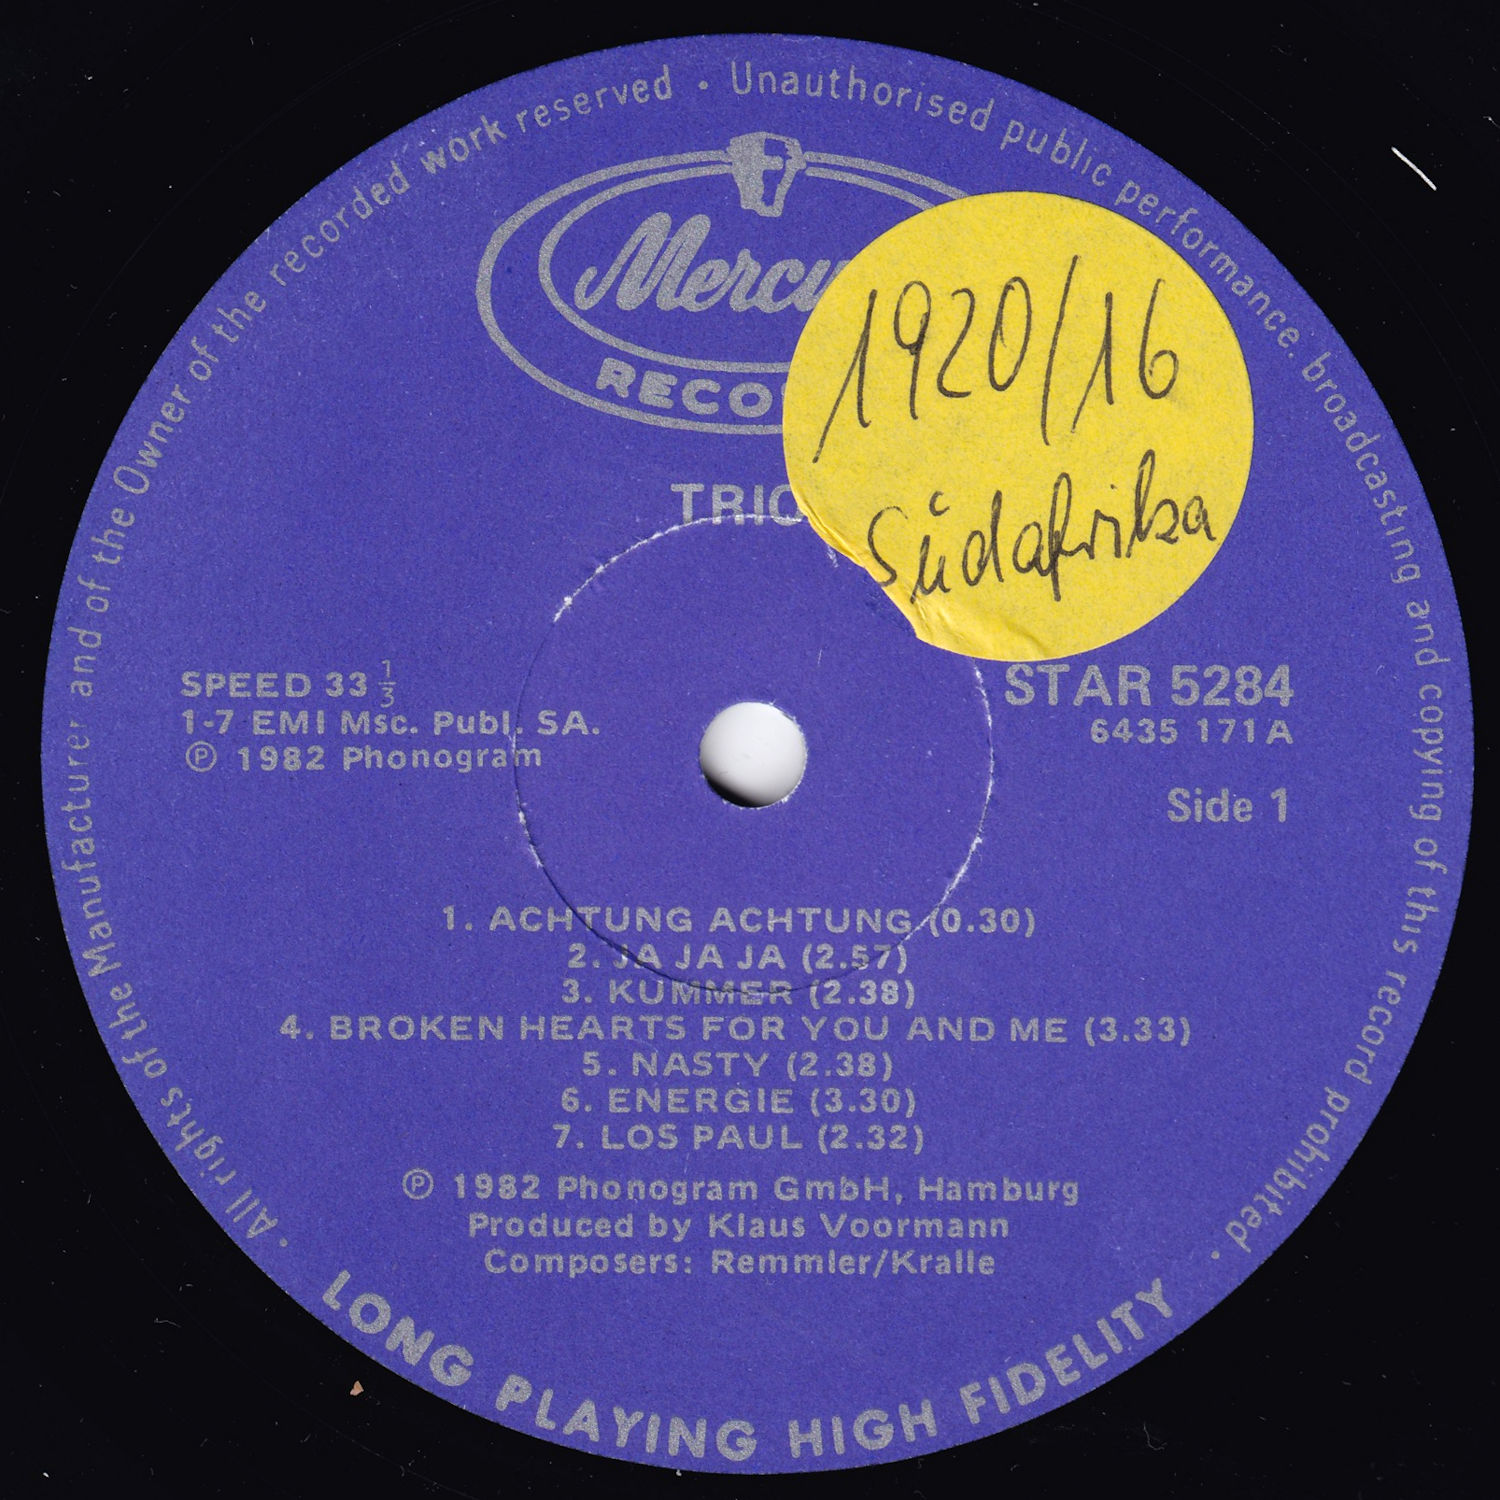 · All rights of the Manufacturer and of the Owner of the recorded work reserved · Unauthorised public performance. broadcasting and copying of this record prohibited ·
RECO
1920/16
Südafrika
TRIO
SPEED 33 1/3
1-7 EMI Msc. Publ. SA.
℗ 1982 Phonogram
STAR 5284
6435 171 A
Side 1
1. ACHTUNG ACHTUNG (0.30)
2. JA JA JA (2.57)
3. KUMMER (2.38)
4. BROKEN HEARTS FOR YOU AND ME (3.33)
5. NASTY (2.38)
6. ENERGIE (3.30)
7. LOS PAUL (2.32)
℗ 1982 Phonogram GmbH, Hamburg
Produced by Klaus Voormann
Composers: Remmler/Kralle
LONG PLAYING HIGH FIDELITY